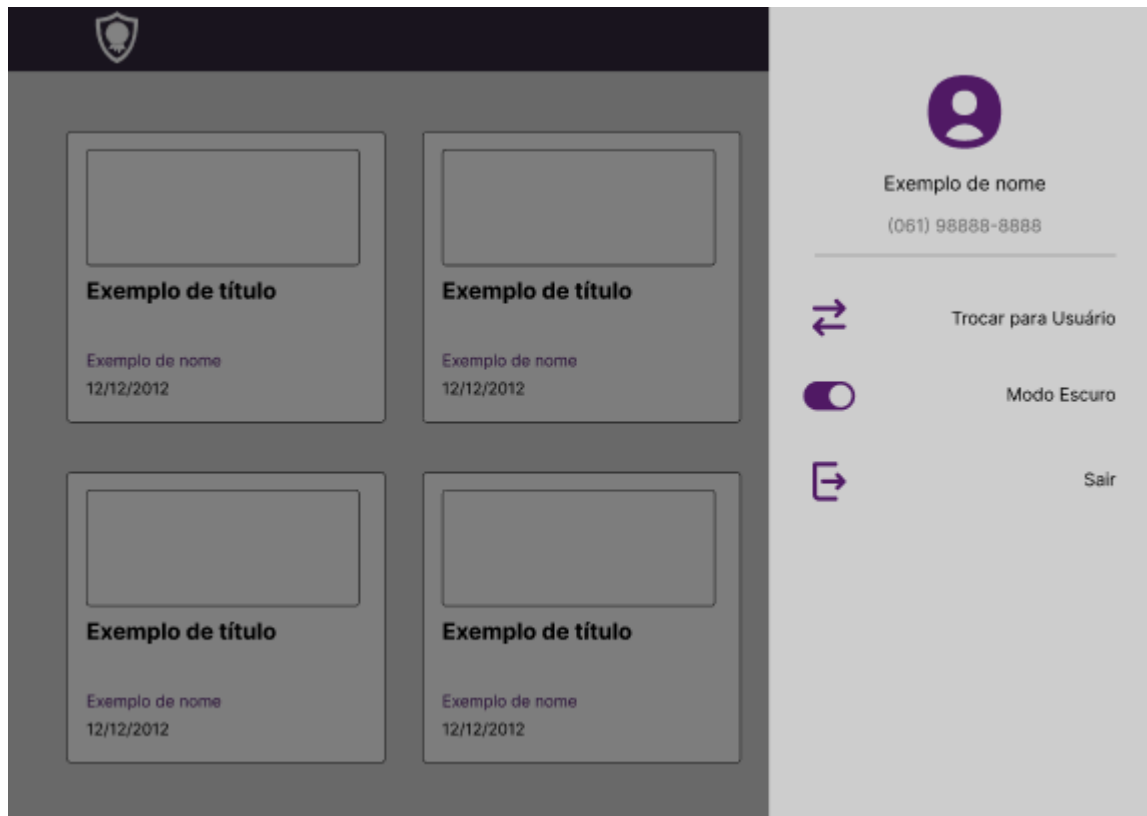 Exemplo de título
Exemplo de nome
12/12/2012
Exemplo de título
Exemplo de nome
12/12/2012
Exemplo de título
Exemplo de nome
12/12/2012
Exemplo de título
Exemplo de nome
12/12/2012
Exemplo de nome
(061) 98888-8888
Trocar para Usuário
Modo Escuro
Sair